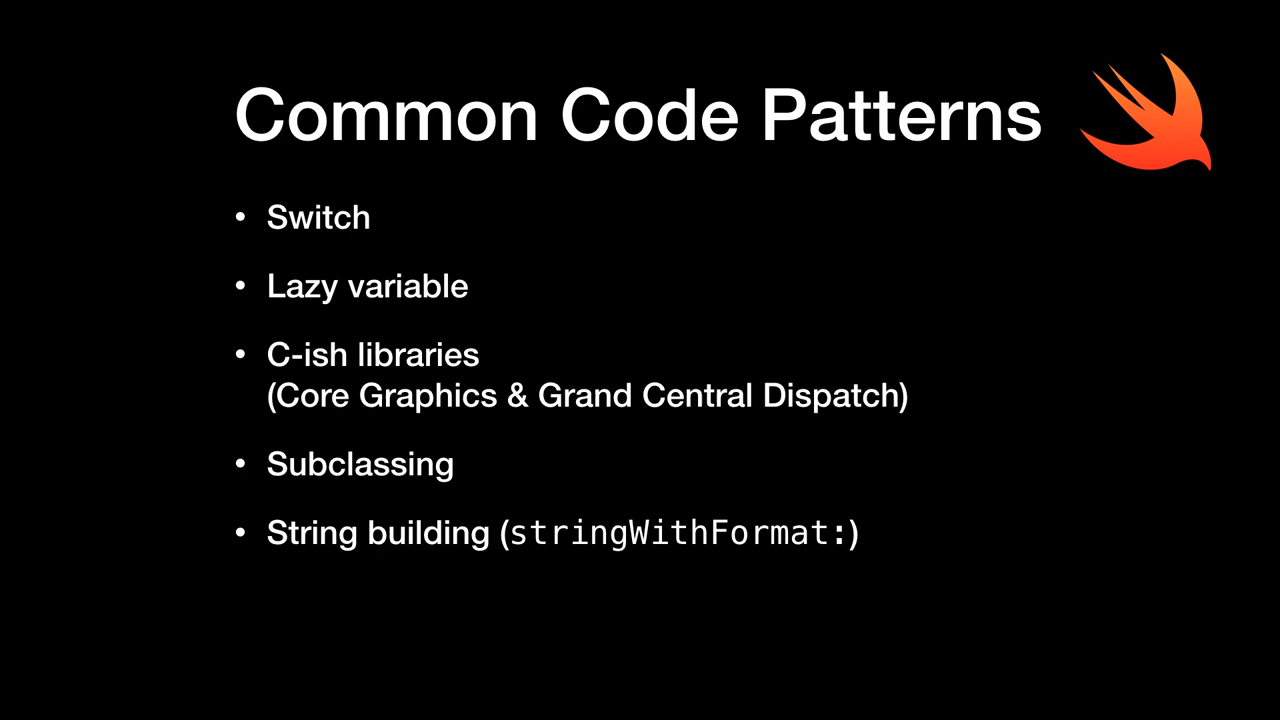 Common Code Patterns
• Switch
• Lazy variable
• C-ish libraries
(Core Graphics & Grand Central Dispatch)
• Subclassing
• String building (stringWithFormat:)